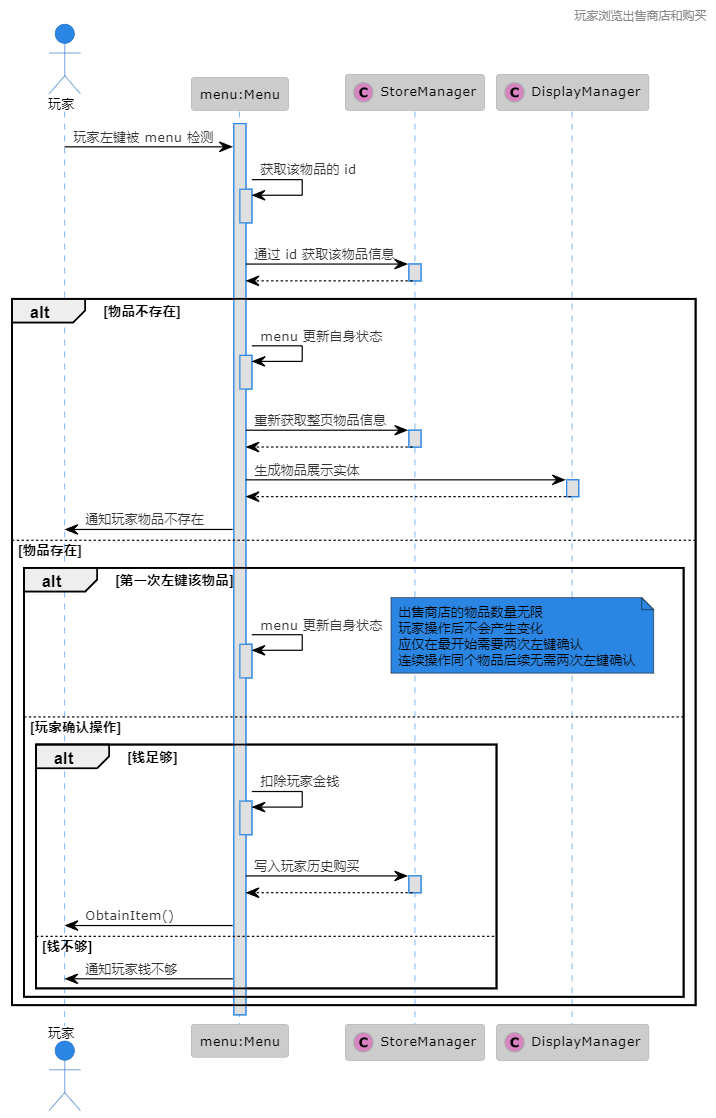 玩家浏览出售商店和购买
玩家
menu:Menu
C StoreManager
C DisplayManager
玩家左键被 menu 检测
获取该物品的 id
通过 id 获取该物品信息
alt
[物品不存在]
menu 更新自身状态
重新获取整页物品信息
生成物品展示实体
通知玩家物品不存在
[物品存在]
alt
[第一次左键该物品]
menu 更新自身状态
出售商店的物品数量无限
玩家操作后不会产生变化
应仅在最开始需要两次左键确认
连续操作同个物品后续无需两次左键确认
[玩家确认操作]
alt
[钱足够]
扣除玩家金钱
写入玩家历史购买
ObtainItem()
[钱不够]
通知玩家钱不够
玩家
menu:Menu
C StoreManager
C DisplayManager